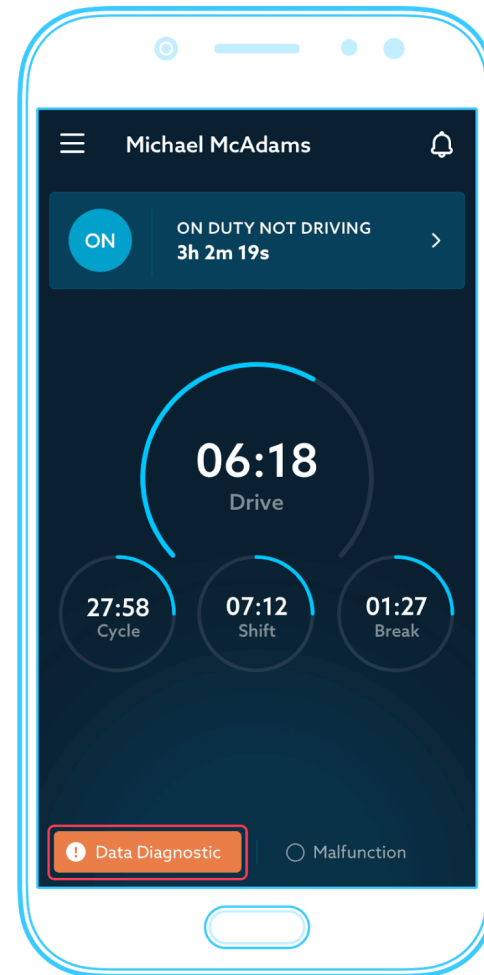 Michael McAdams
ON
ON DUTY NOT DRIVING
3h 2m 19s
06:18
Drive
27:58
Cycle
07:12
Shift
01:27
Break
! Data Diagnostic
Malfunction